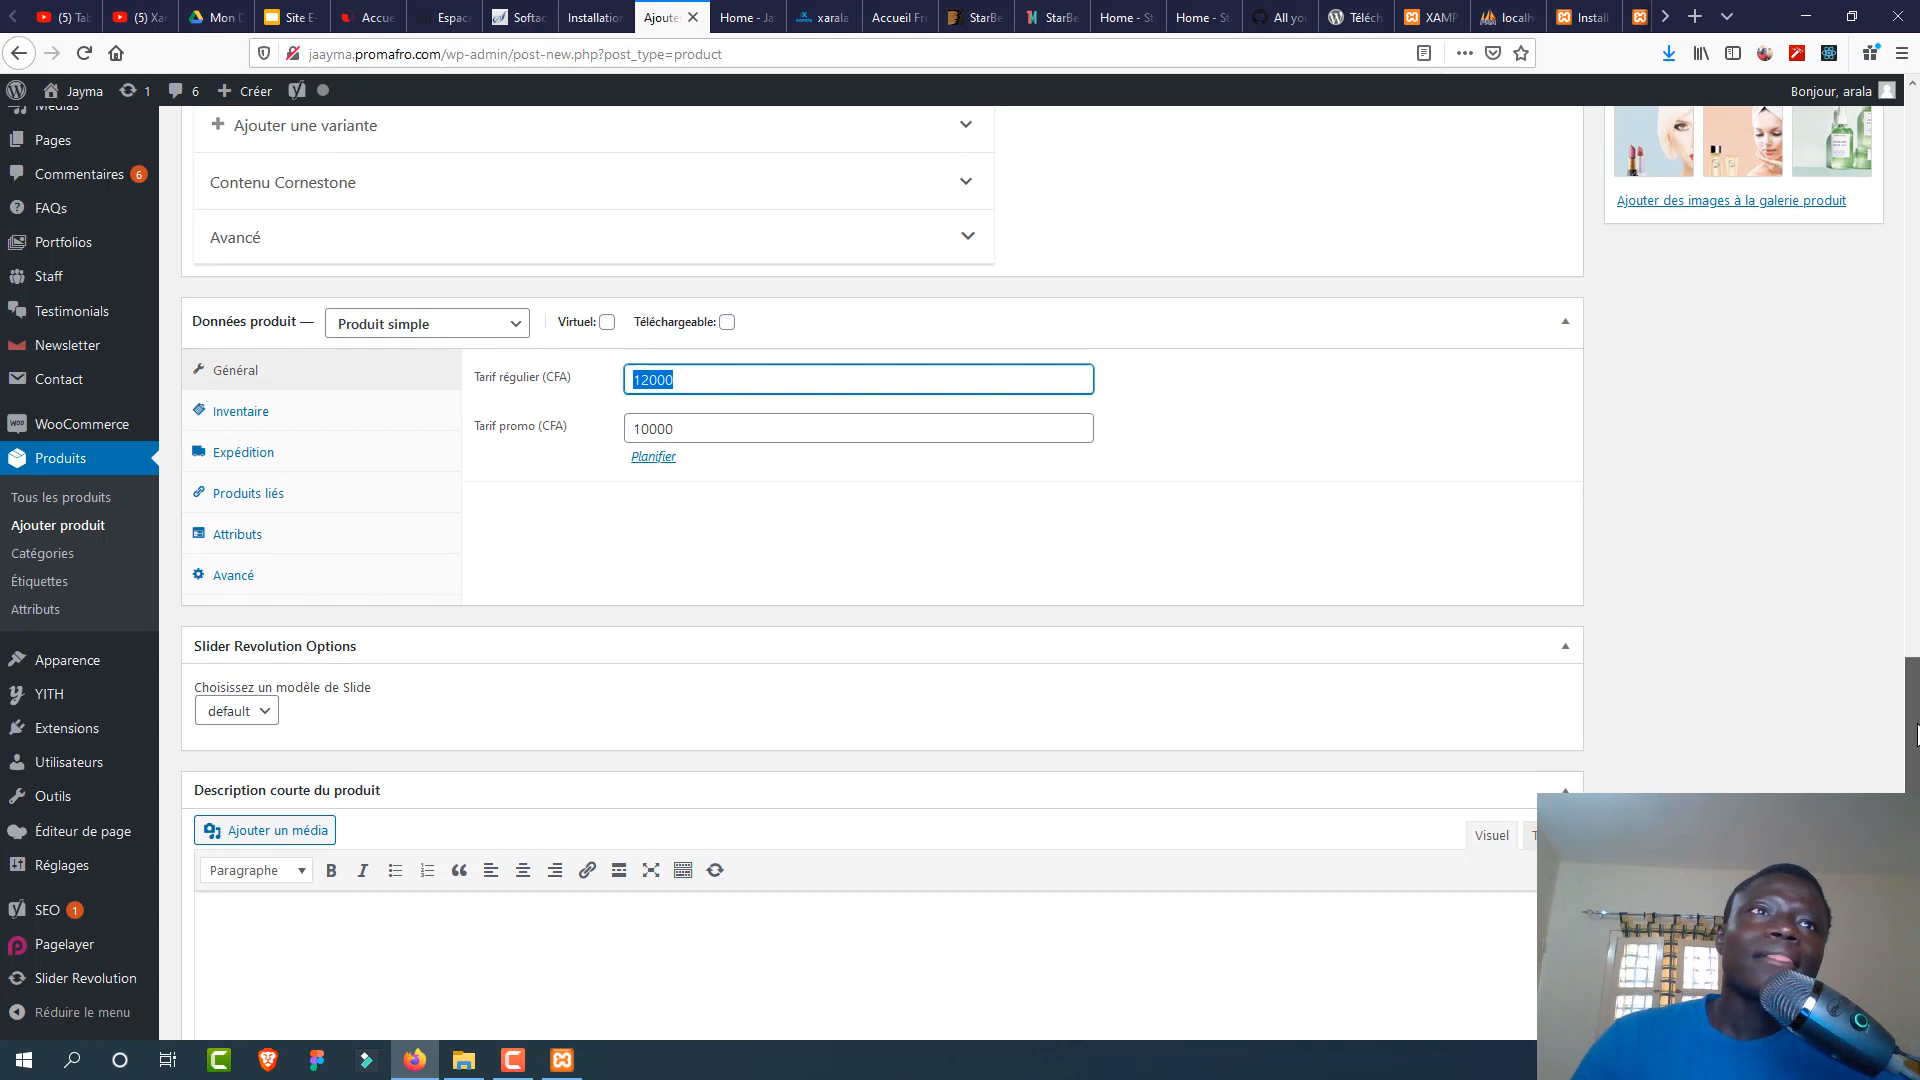 (5) Tab
(5) Xar
Mon D
Site E-
Accue
Espace
Softac
Installation
Ajoute
Home - Ja
xarala
Accueil Fr
StarBe
StarBe
Home - St
Home - St
All you
Téléch
XAMP
localh
Install
jaayma.promafro.com/wp-admin/post-new.php?post_type=product
Jayma
1
6
Créer
Bonjour, arala
Médias
Pages
Commentaires 6
FAQs
Portfolios
Staff
Testimonials
Newsletter
Contact
WooCommerce
Produits
Tous les produits
Ajouter produit
Catégories
Étiquettes
Attributs
Apparence
YITH
Extensions
Utilisateurs
Outils
Éditeur de page
Réglages
SEO 1
Pagelayer
Slider Revolution
Réduire le menu
Ajouter une variante
Contenu Cornestone
Avancé
Données produit — Produit simple Virtuel: Téléchargeable:
Général
Inventaire
Expédition
Produits liés
Attributs
Avancé
Tarif régulier (CFA) 12000
Tarif promo (CFA) 10000
Planifier
Slider Revolution Options
Choisissez un modèle de Slide
default
Description courte du produit
Ajouter un média
Visuel T
Paragraphe
Ajouter des images à la galerie produit